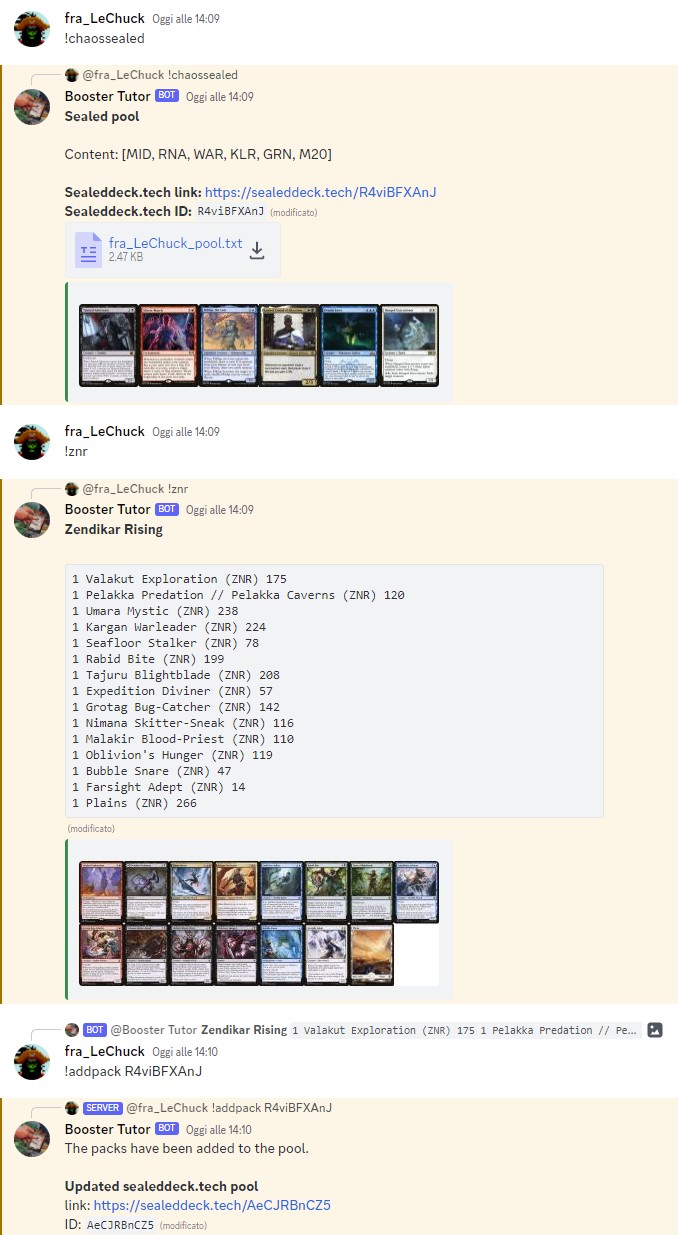 fra_LeChuck Oggi alle 14:09
!chaossealed
@fra_LeChuck !chaossealed
Booster Tutor BOT Oggi alle 14:09
Sealed pool
Content: [MID, RNA, WAR, KLR, GRN, M20]
Sealeddeck.tech link: https://sealeddeck.tech/R4viBFXAnJ
Sealeddeck.tech ID: R4viBFXAnJ (modificato)
fra_LeChuck_pool.txt
2.47 KB
fra_LeChuck Oggi alle 14:09
!znr
@fra_LeChuck !znr
Booster Tutor BOT Oggi alle 14:09
Zendikar Rising
1 Valakut Exploration (ZNR) 175
1 Pelakka Predation // Pelakka Caverns (ZNR) 120
1 Umara Mystic (ZNR) 238
1 Kargan Warleader (ZNR) 224
1 Seafloor Stalker (ZNR) 78
1 Rabid Bite (ZNR) 199
1 Tajuru Blightblade (ZNR) 208
1 Expedition Diviner (ZNR) 57
1 Grotag Bug-Catcher (ZNR) 142
1 Nimana Skitter-Sneak (ZNR) 116
1 Malakir Blood-Priest (ZNR) 110
1 Oblivion's Hunger (ZNR) 119
1 Bubble Snare (ZNR) 47
1 Farsight Adept (ZNR) 14
1 Plains (ZNR) 266
(modificato)
BOT @Booster Tutor Zendikar Rising 1 Valakut Exploration (ZNR) 175 1 Pelakka Predation // Pe...
fra_LeChuck Oggi alle 14:10
!addpack R4viBFXAnJ
SERVER @fra_LeChuck !addpack R4viBFXAnJ
Booster Tutor BOT Oggi alle 14:10
The packs have been added to the pool.
Updated sealeddeck.tech pool
link: https://sealeddeck.tech/AeCJRBnCZ5
ID: AeCJRBnCZ5 (modificato)